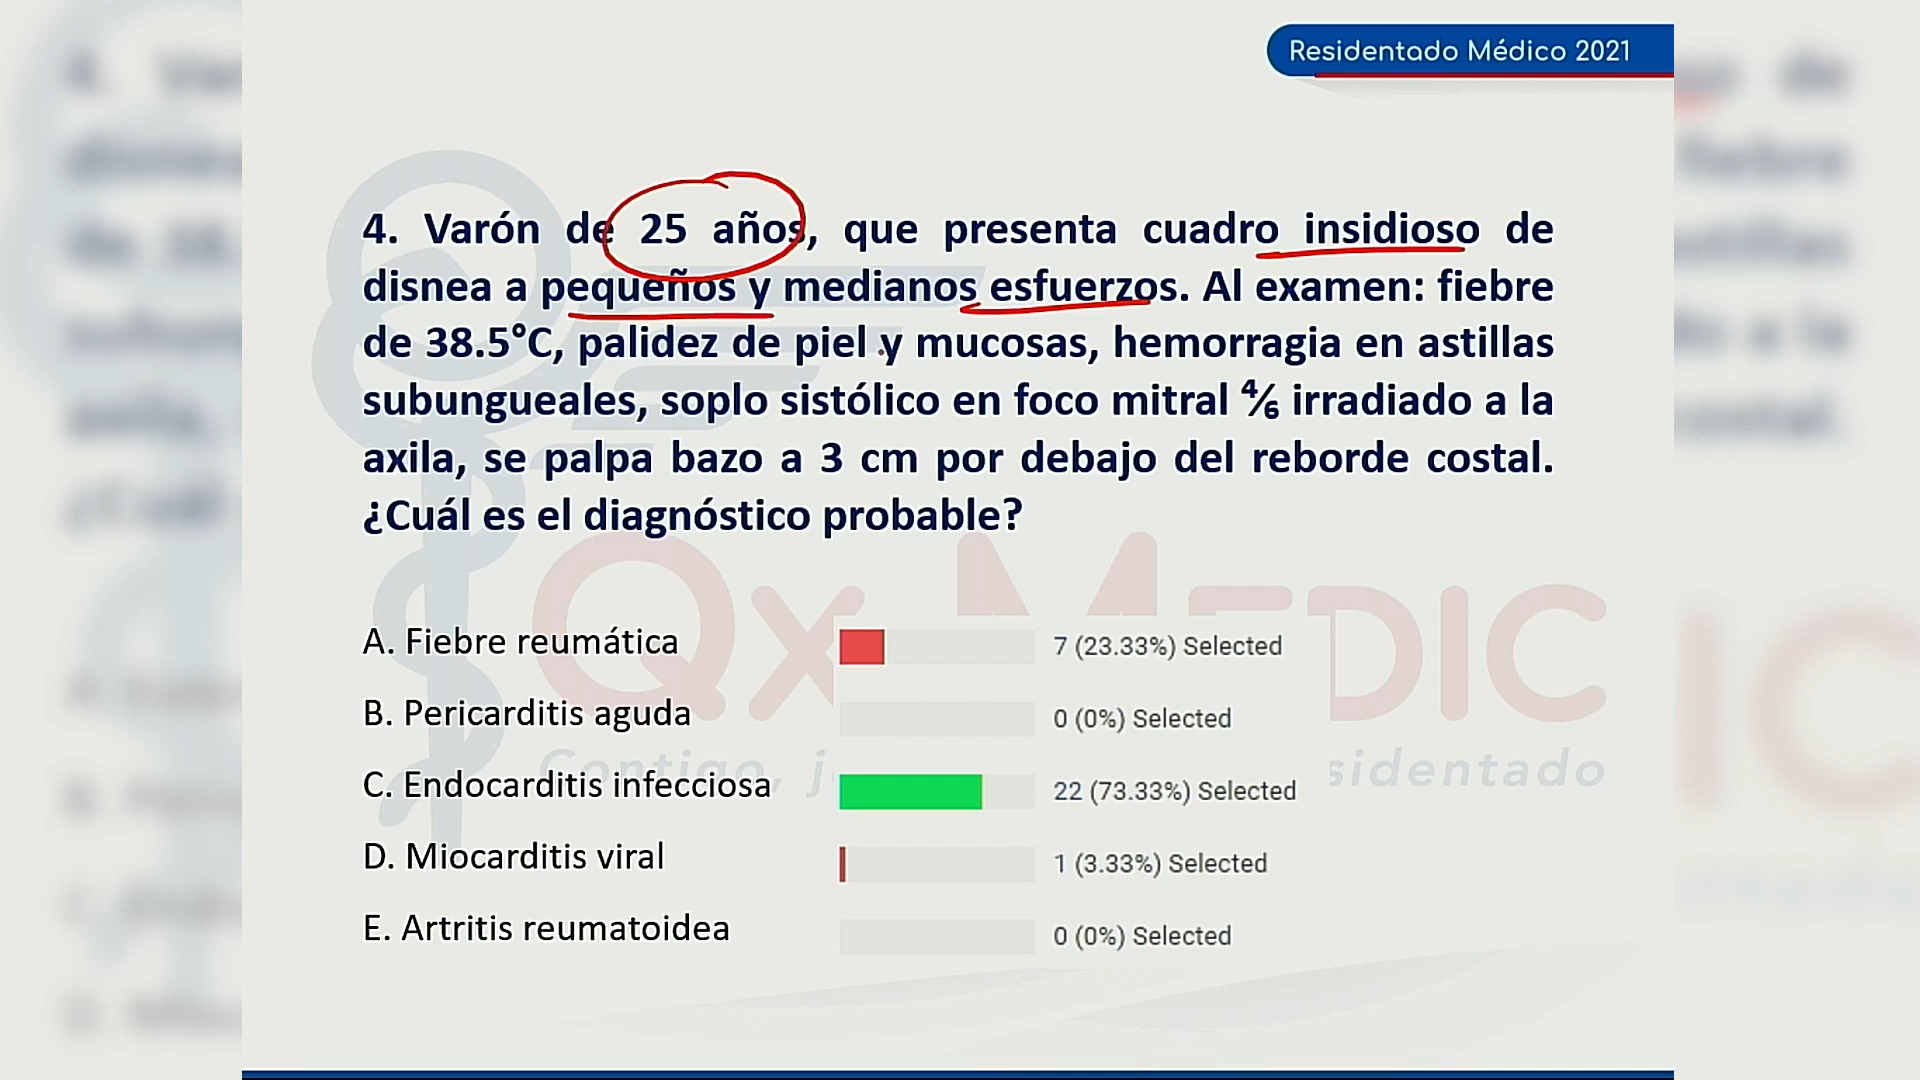 Residentado Médico 2021
4. Varón de 25 años, que presenta cuadro insidioso de
disnea a pequeños y medianos esfuerzos. Al examen: fiebre
de 38.5°C, palidez de piel y mucosas, hemorragia en astillas
subungueales, soplo sistólico en foco mitral ⁴⁄₆ irradiado a la
axila, se palpa bazo a 3 cm por debajo del reborde costal.
¿Cuál es el diagnóstico probable?
A. Fiebre reumática 7 (23.33%) Selected
B. Pericarditis aguda 0 (0%) Selected
C. Endocarditis infecciosa 22 (73.33%) Selected
D. Miocarditis viral 1 (3.33%) Selected
E. Artritis reumatoidea 0 (0%) Selected
Qx MEDIC
Contigo, j sidentado